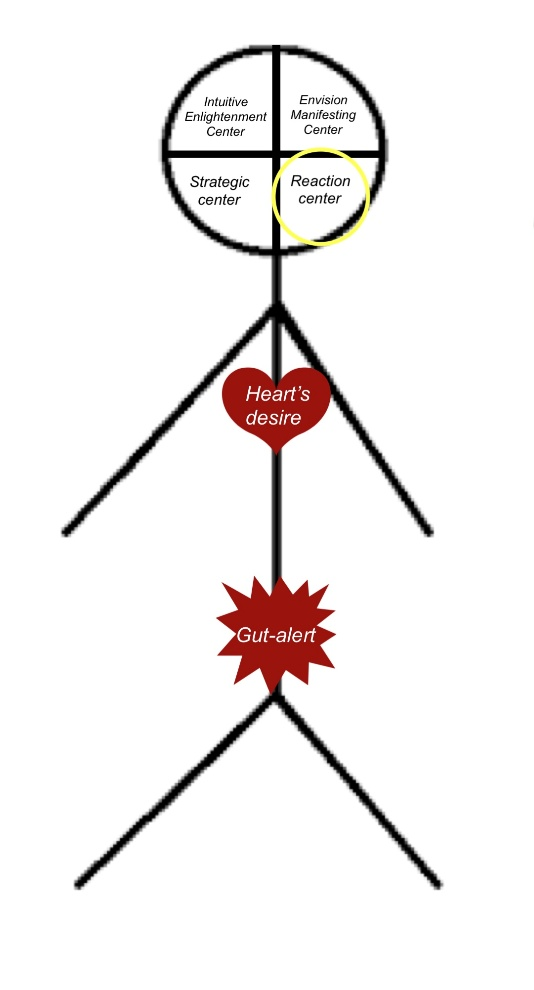 Intuitive
Enlightenment
Center
Envision
Manifesting
Center
Strategic
center
Reaction
center
Heart's
desire
Gut-alert